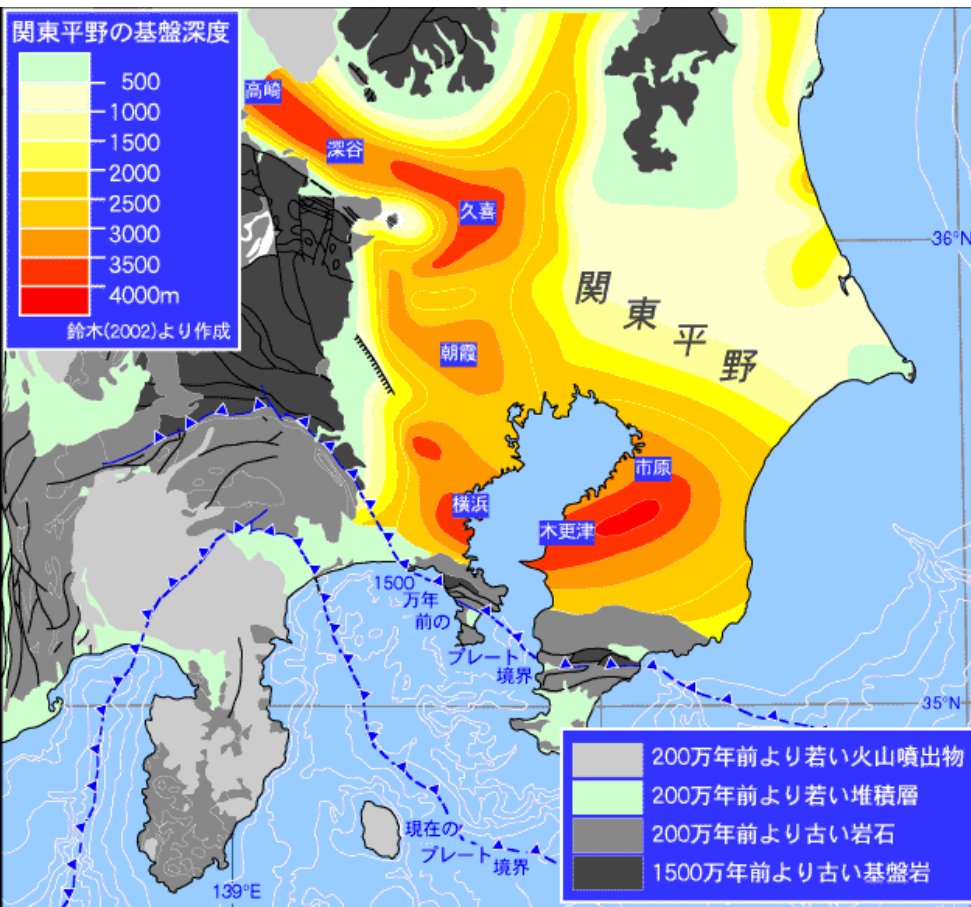 関東平野の基盤深度
500
1000
1500
2000
2500
3000
3500
4000m
鈴木(2002)より作成
高崎
深谷
久喜
36°N
関東平野
朝霞
市原
横浜
木更津
1500
万年
前の
プレート
境界
35°N
現在の
プレート
境界
139°E
200万年前より若い火山噴出物
200万年前より若い堆積層
200万年前より古い岩石
1500万年前より古い基盤岩